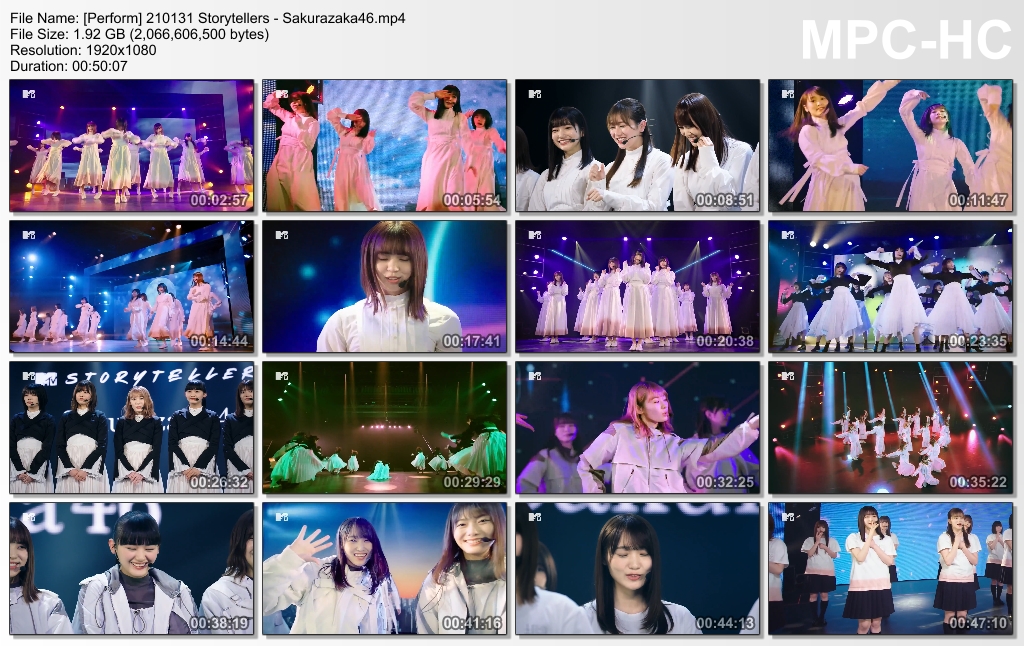 File Name: [Perform] 210131 Storytellers - Sakurazaka46.mp4
File Size: 1.92 GB (2,066,606,500 bytes)
Resolution: 1920x1080
Duration: 00:50:07
MPC-HC
00:02:57
00:05:54
00:08:51
00:11:47
00:14:44
00:17:41
00:20:38
00:23:35
STORYTELLER
00:26:32
00:29:29
00:32:25
00:35:22
a46
00:38:19
00:41:16
00:44:13
00:47:10